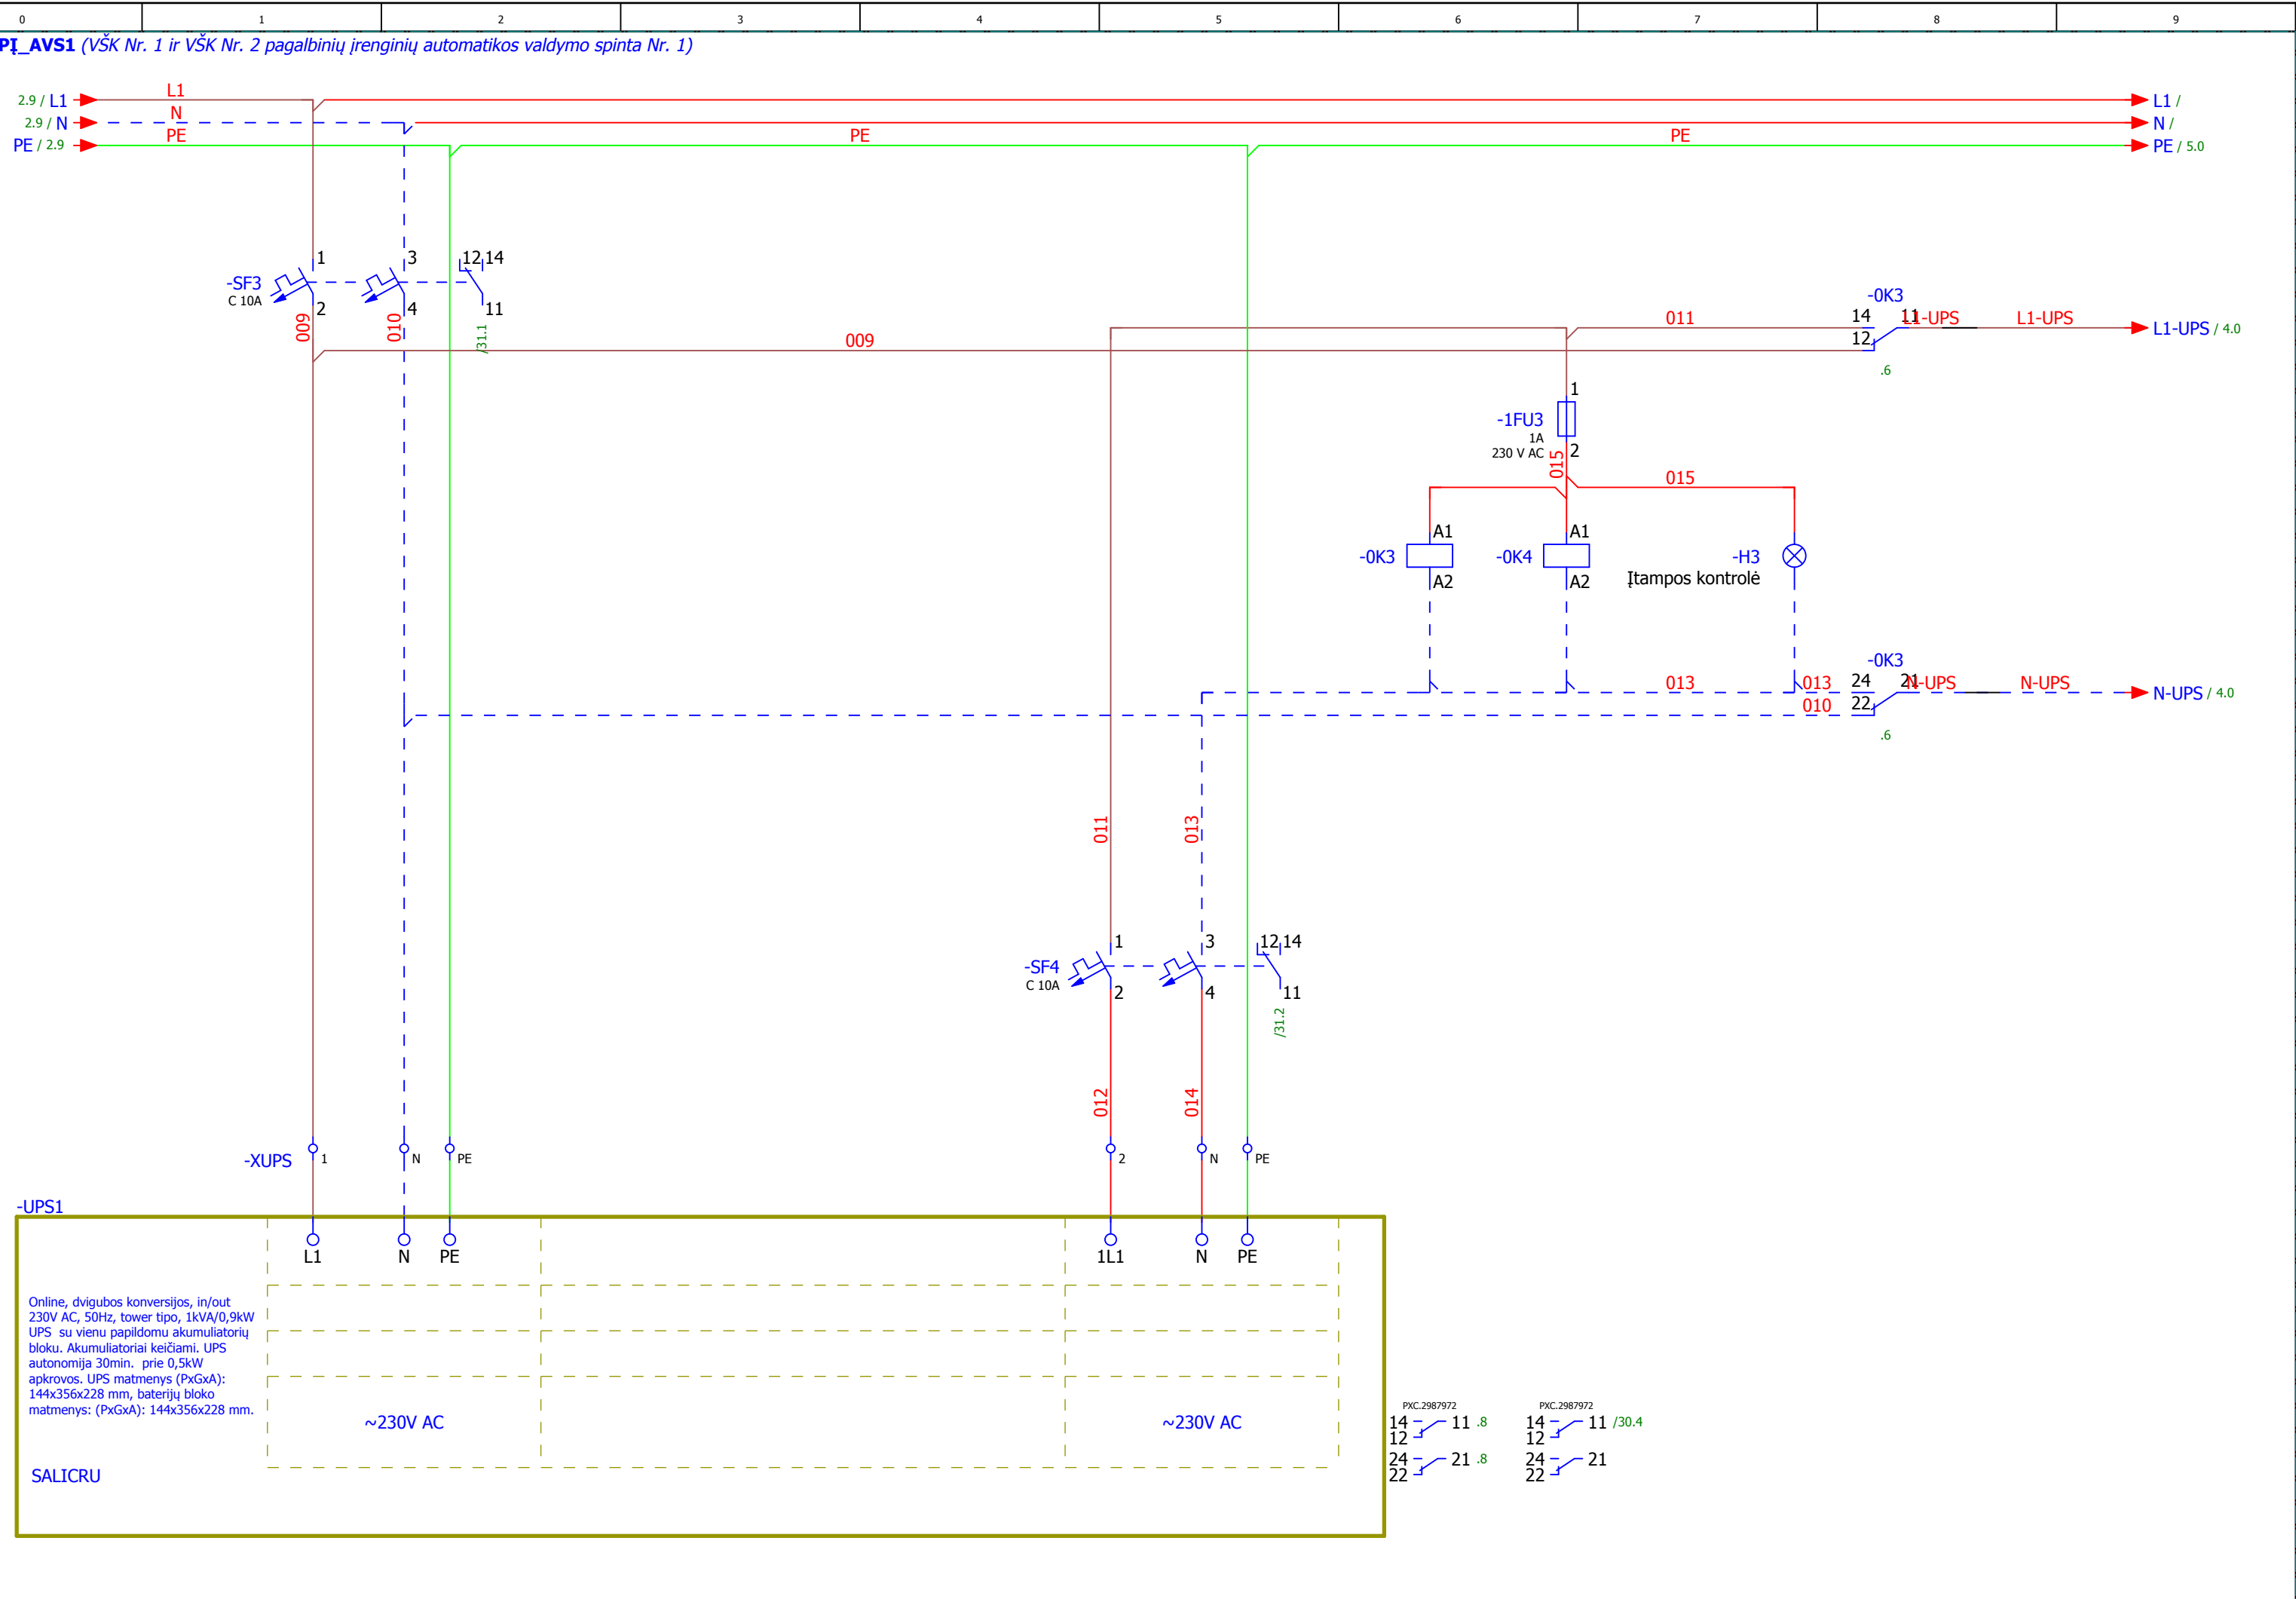 0 1 2 3 4 5 6 7 8 9
PĮ_AVS1 (VŠK Nr. 1 ir VŠK Nr. 2 pagalbinių įrenginių automatikos valdymo spinta Nr. 1)
2.9 / L1 L1 L1 /
2.9 / N N N /
PE / 2.9 PE PE PE PE / 5.0
1 3 12 14
-SF3
C 10A
2 4 11
009 010 /31.1
-0K3
011 14 11 L1-UPS L1-UPS L1-UPS / 4.0
009 12
.6
1
-1FU3
1A
230 V AC 2
015 015
A1 A1
-0K3 -0K4 -H3
A2 A2 Įtampos kontrolė
-0K3
013 013 24 21 N-UPS N-UPS N-UPS / 4.0
010 22
.6
011 013
1 3 12 14
-SF4
C 10A
2 4 11
/31.2
012 014
-XUPS 1 N PE 2 N PE
-UPS1
L1 N PE 1L1 N PE
Online, dvigubos konversijos, in/out
230V AC, 50Hz, tower tipo, 1kVA/0,9kW
UPS su vienu papildomu akumuliatorių
bloku. Akumuliatoriai keičiami. UPS
autonomija 30min. prie 0,5kW
apkrovos. UPS matmenys (PxGxA):
144x356x228 mm, baterijų bloko
matmenys: (PxGxA): 144x356x228 mm.
~230V AC ~230V AC
SALICRU
PXC.2987972 PXC.2987972
14 11 .8 14 11 /30.4
12 12
24 21 .8 24 21
22 22